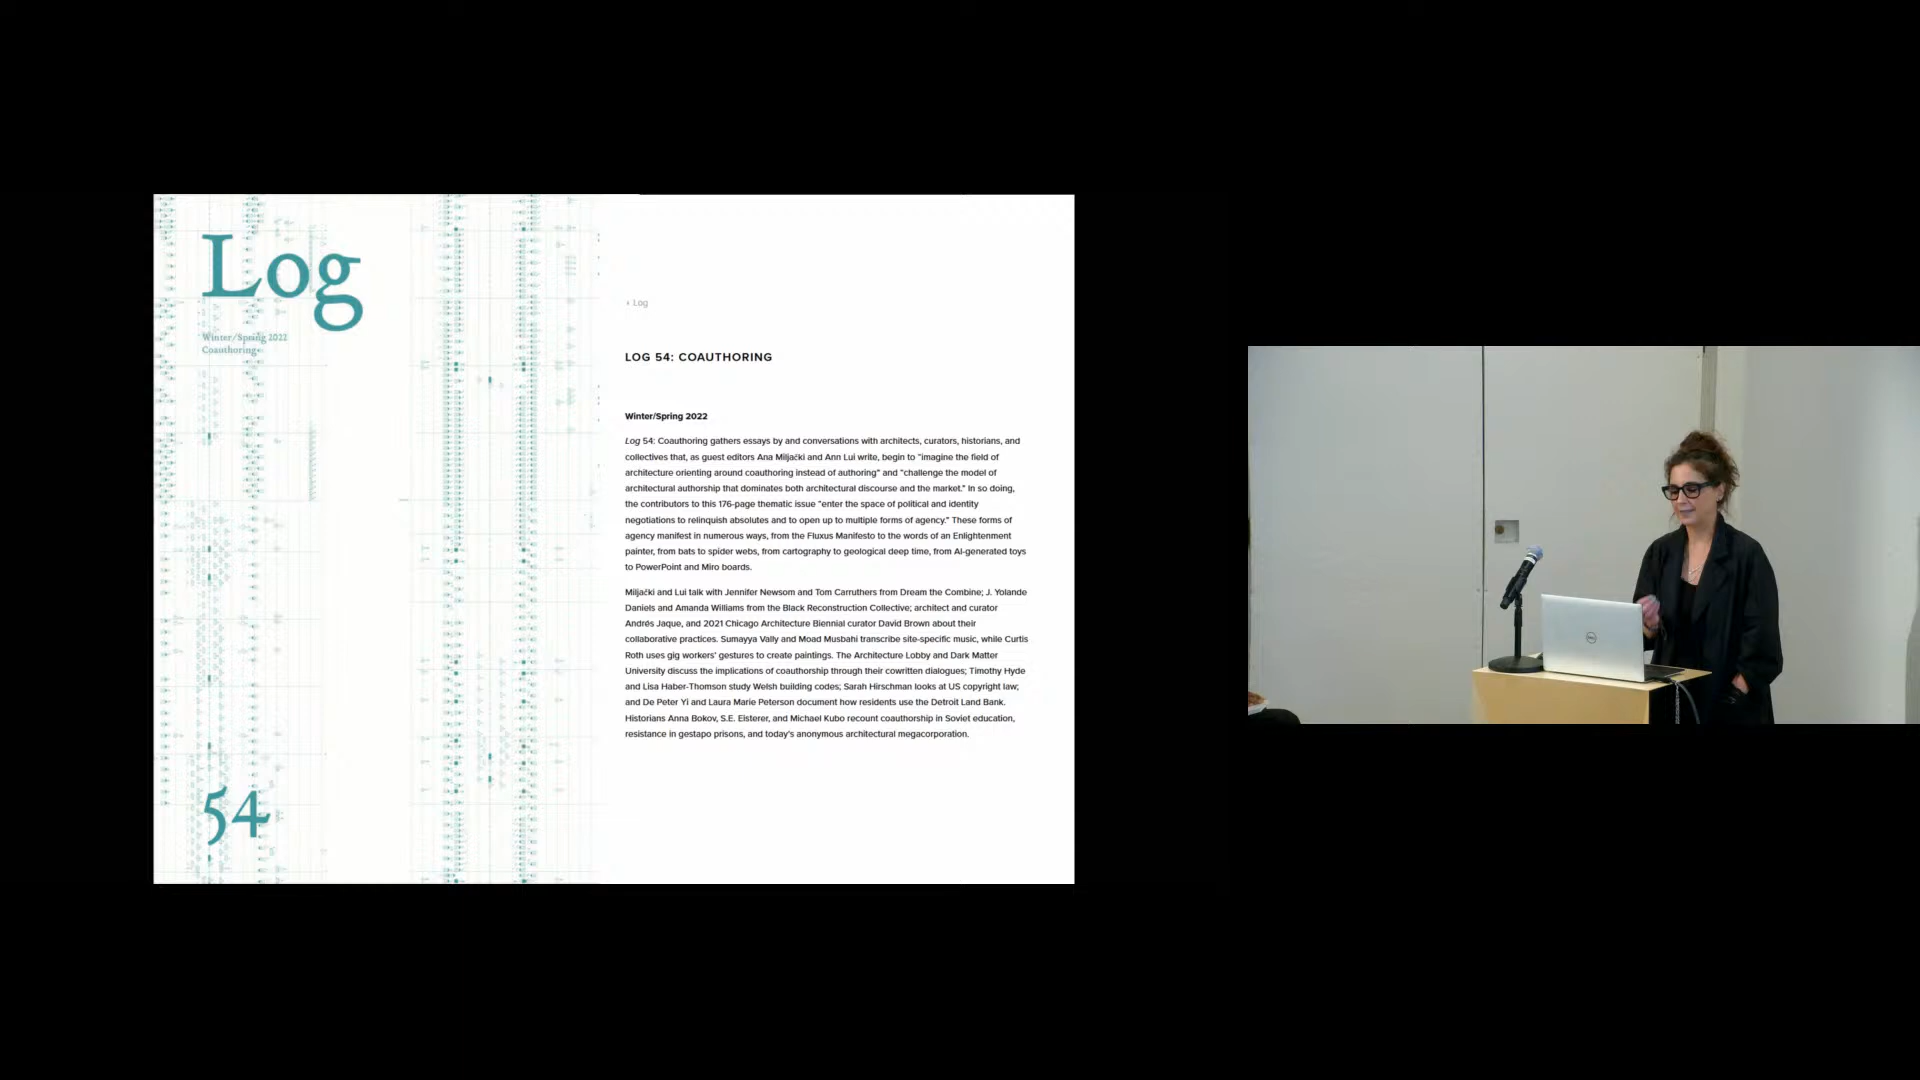 Log
Winter/Spring 2022
Coauthoring
54
‹ Log
LOG 54: COAUTHORING
Winter/Spring 2022
Log 54: Coauthoring gathers essays by and conversations with architects, curators, historians, and
collectives that, as guest editors Ana Miljački and Ann Lui write, begin to "imagine the field of
architecture orienting around coauthoring instead of authoring" and "challenge the model of
architectural authorship that dominates both architectural discourse and the market." In so doing,
the contributors to this 176-page thematic issue "enter the space of political and identity
negotiations to relinquish absolutes and to open up to multiple forms of agency." These forms of
agency manifest in numerous ways, from the Fluxus Manifesto to the words of an Enlightenment
painter, from bats to spider webs, from cartography to geological deep time, from AI-generated toys
to PowerPoint and Miro boards.
Miljački and Lui talk with Jennifer Newsom and Tom Carruthers from Dream the Combine; J. Yolande
Daniels and Amanda Williams from the Black Reconstruction Collective; architect and curator
Andrés Jaque, and 2021 Chicago Architecture Biennial curator David Brown about their
collaborative practices. Sumayya Vally and Moad Musbahi transcribe site-specific music, while Curtis
Roth uses gig workers' gestures to create paintings. The Architecture Lobby and Dark Matter
University discuss the implications of coauthorship through their cowritten dialogues; Timothy Hyde
and Lisa Haber-Thomson study Welsh building codes; Sarah Hirschman looks at US copyright law;
and De Peter Yi and Laura Marie Peterson document how residents use the Detroit Land Bank.
Historians Anna Bokov, S.E. Eisterer, and Michael Kubo recount coauthorship in Soviet education,
resistance in gestapo prisons, and today's anonymous architectural megacorporation.
DELL